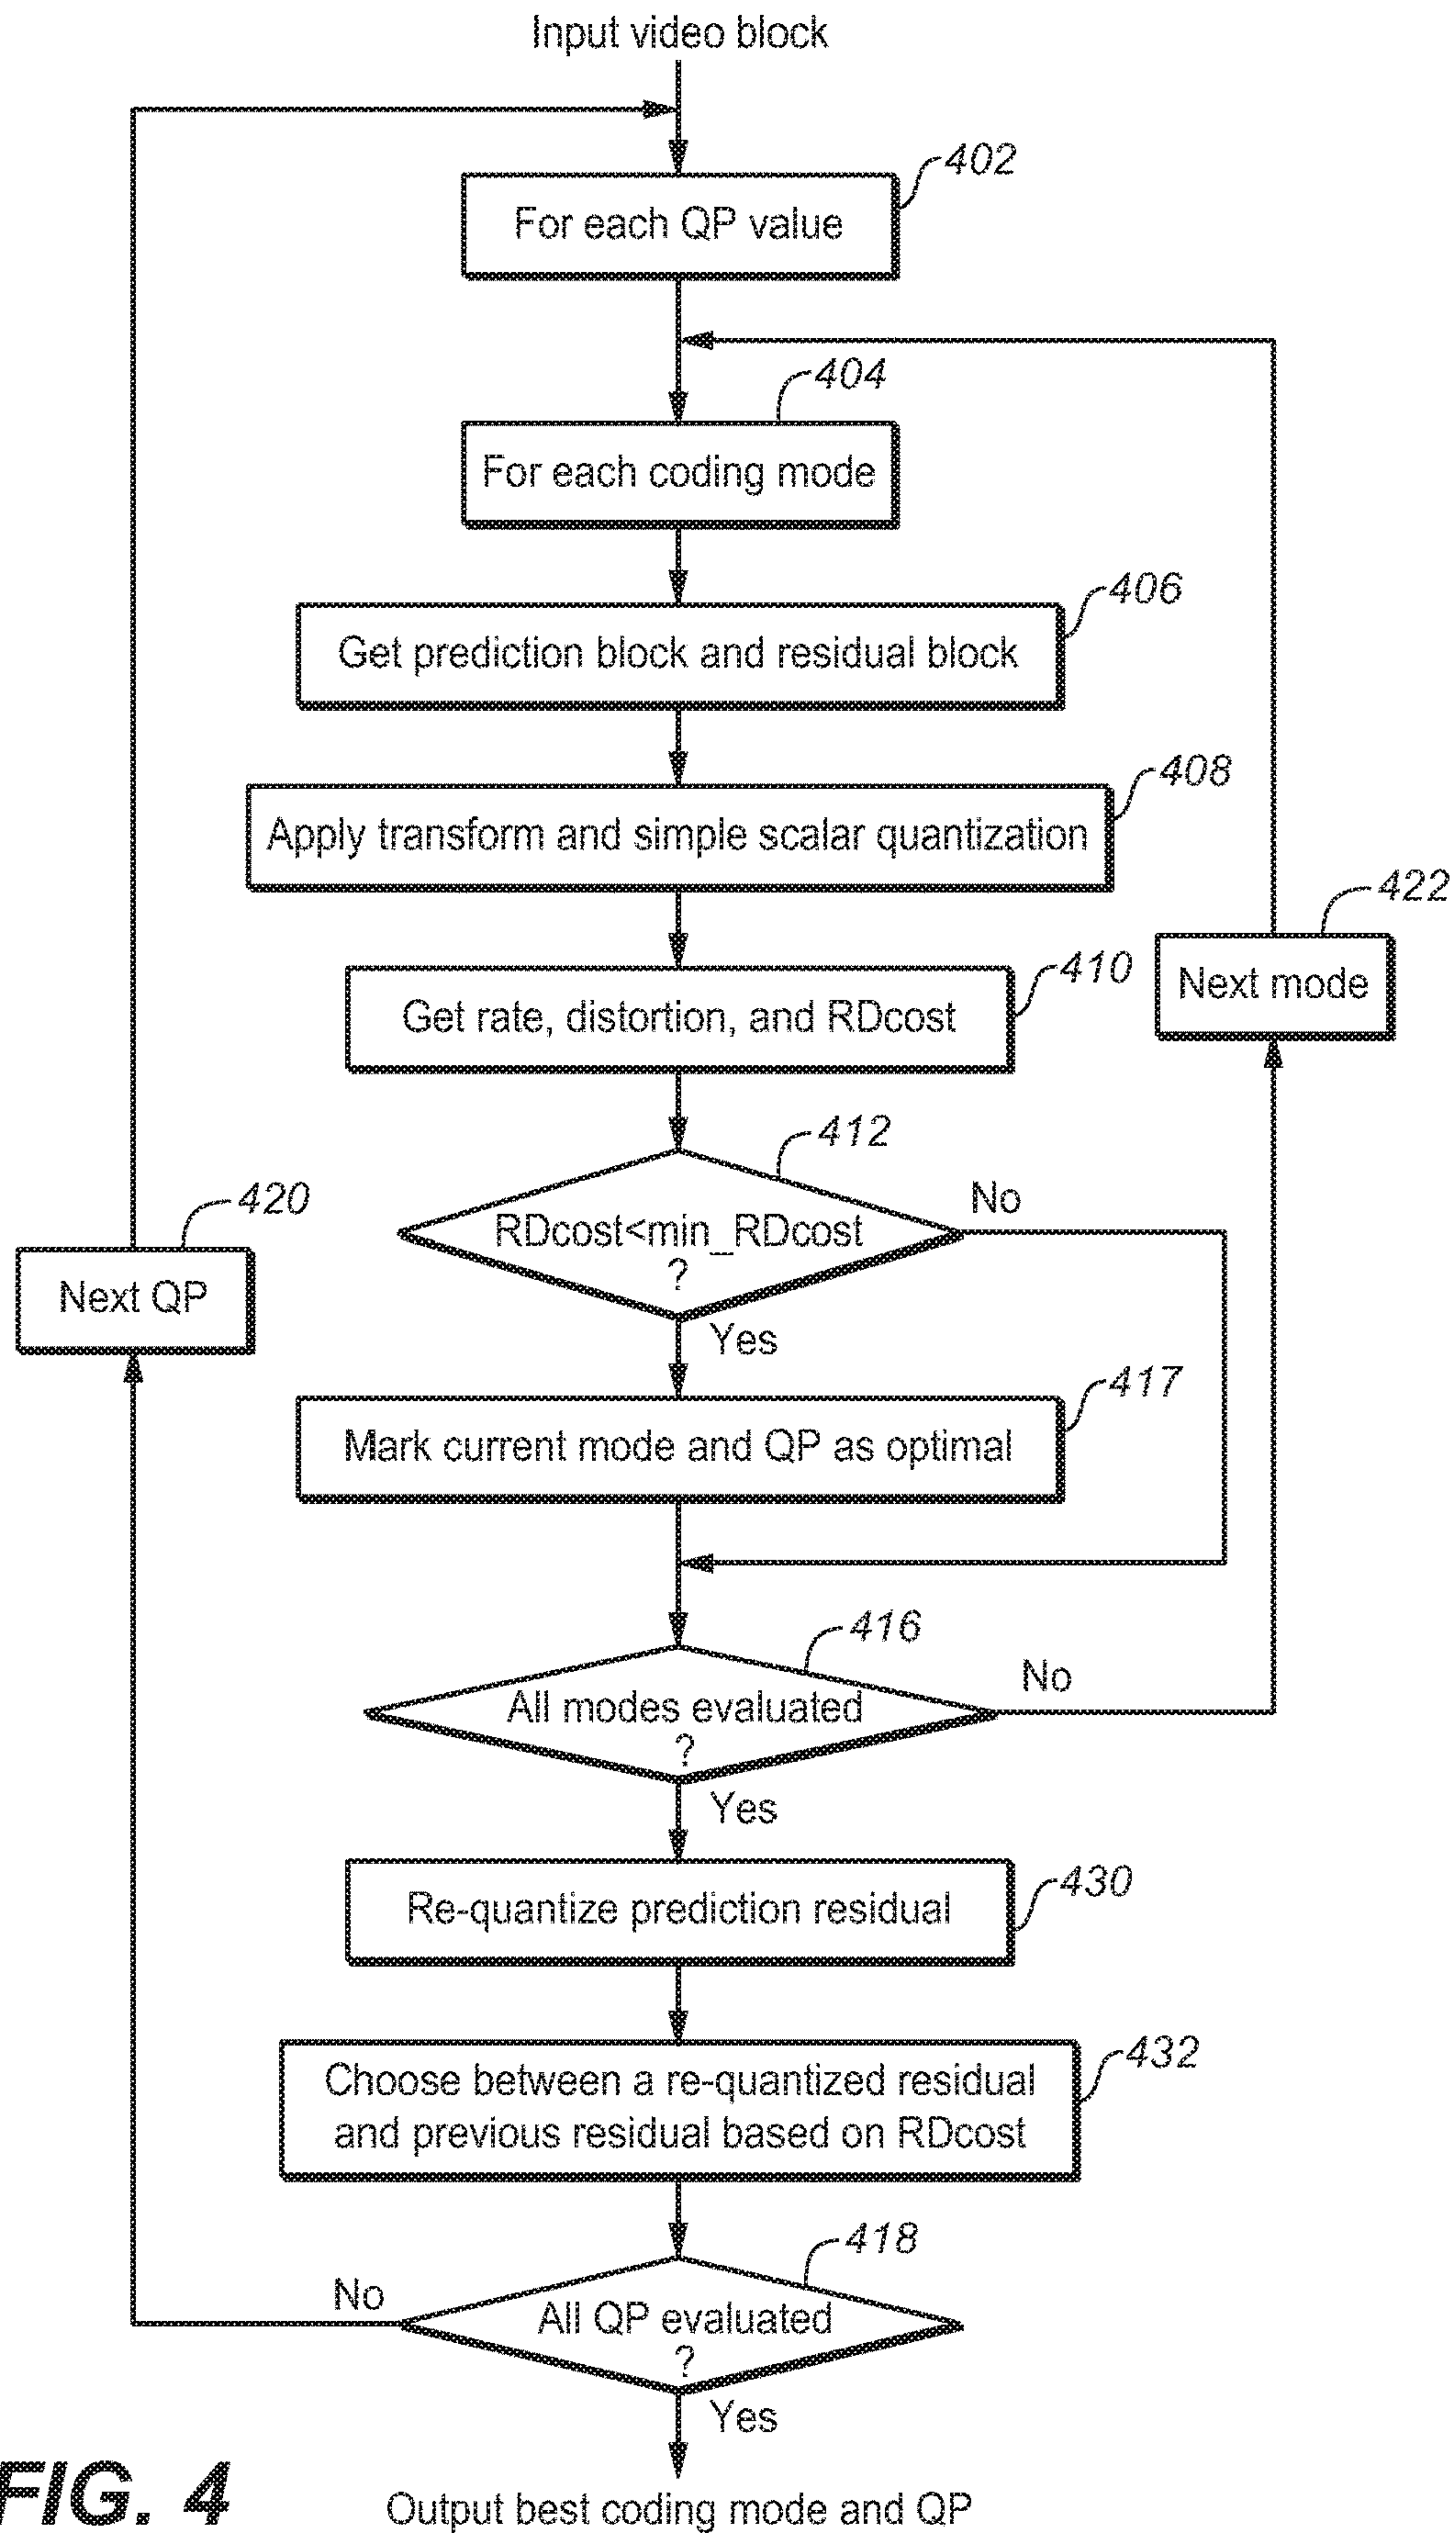 Input video block
402
For each QP value
404
For each coding mode
406
Get prediction block and residual block
408
Apply transform and simple scalar quantization
422
Next mode
410
Get rate, distortion, and RDcost
412
RDcost<min_RDcost
?
No
Yes
420
Next QP
417
Mark current mode and QP as optimal
416
All modes evaluated
?
No
Yes
430
Re-quantize prediction residual
432
Choose between a re-quantized residual
and previous residual based on RDcost
418
All QP evaluated
?
No
Yes
Output best coding mode and QP
FIG. 4